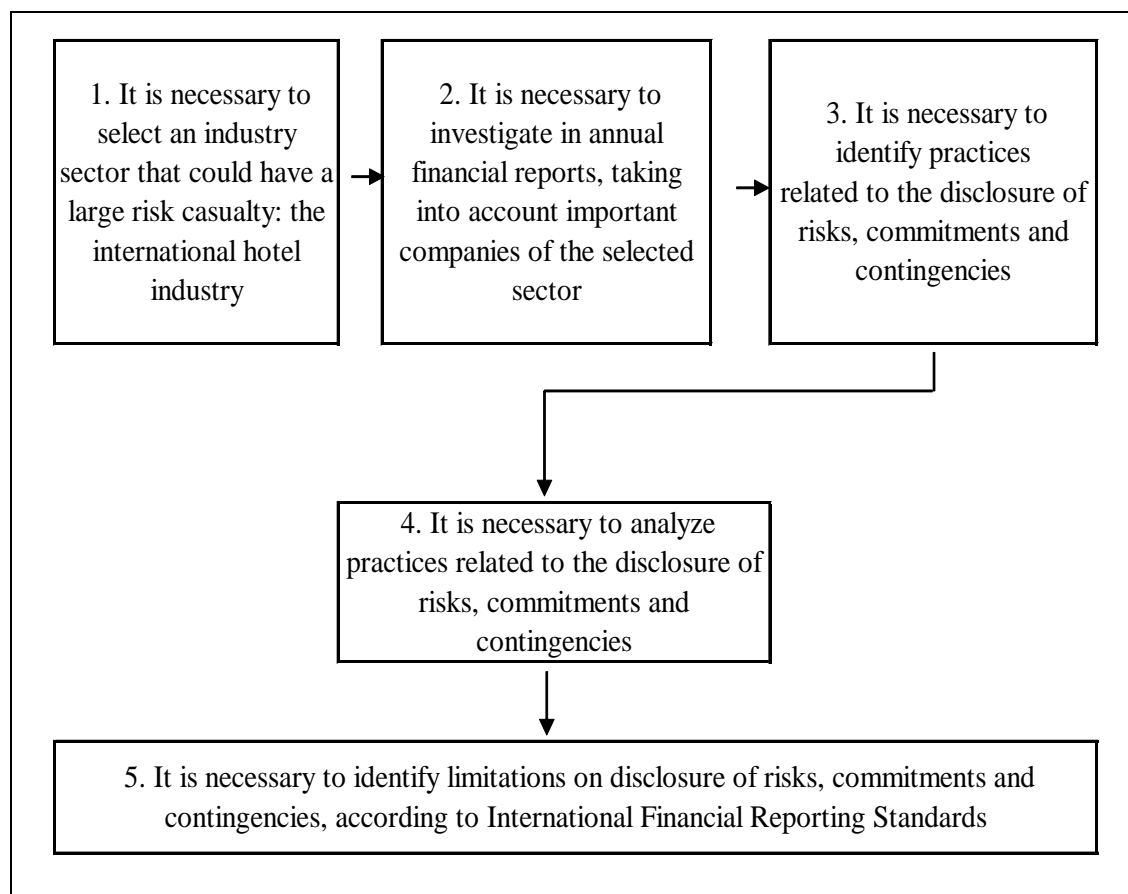 1. It is necessary to
select an industry
sector that could have a
large risk casualty: the
international hotel
industry
2. It is necessary to
investigate in annual
financial reports, taking
into account important
companies of the selected
sector
3. It is necessary to
identify practices
related to the disclosure of
risks, commitments and
contingencies
4. It is necessary to analyze
practices related to the disclosure of
risks, commitments and
contingencies
5. It is necessary to identify limitations on disclosure of risks, commitments and
contingencies, according to International Financial Reporting Standards